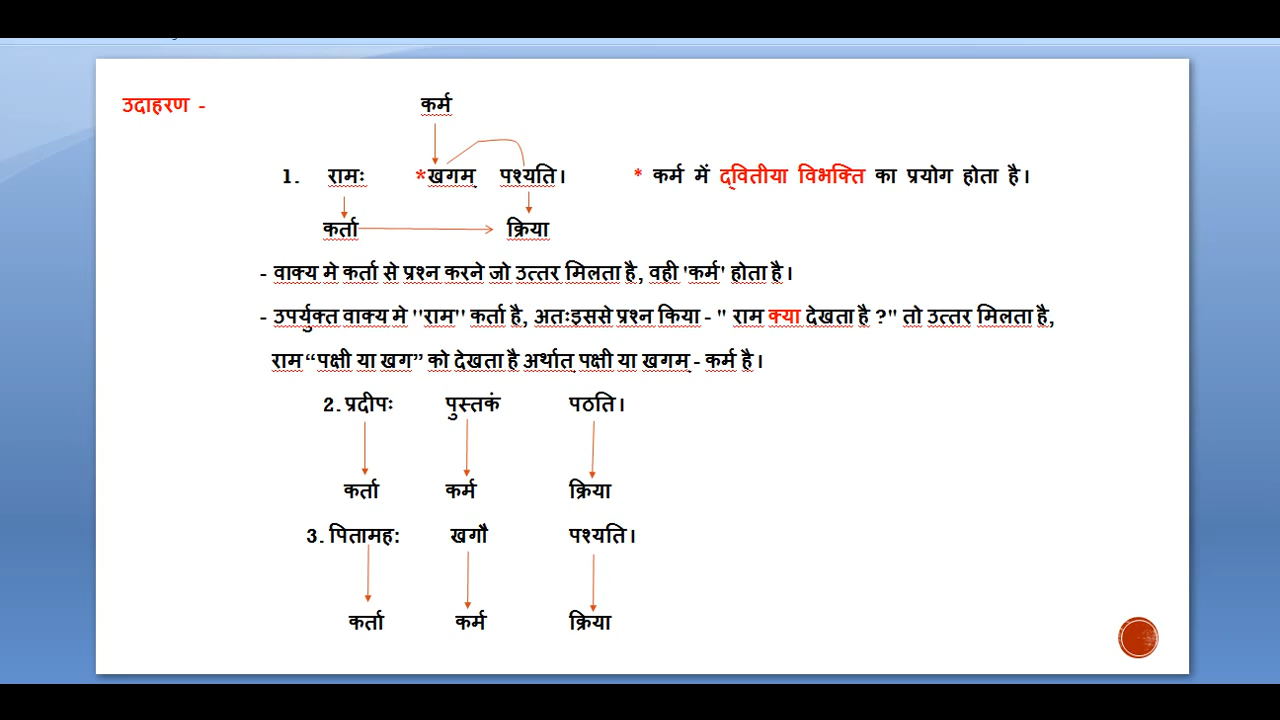 उदाहरण -
कर्म
1. रामः *खगम् पश्यति। * कर्म में द्वितीया विभक्ति का प्रयोग होता है।
कर्ता क्रिया
- वाक्य मे कर्ता से प्रश्न करने जो उत्तर मिलता है, वही 'कर्म' होता है।
- उपर्युक्त वाक्य मे "राम" कर्ता है, अतःइससे प्रश्न किया - " राम क्या देखता है ?" तो उत्तर मिलता है,
राम “पक्षी या खग” को देखता है अर्थात् पक्षी या खगम् - कर्म है।
2. प्रदीपः पुस्तकं पठति।
कर्ता कर्म क्रिया
3. पितामह: खगौ पश्यति।
कर्ता कर्म क्रिया